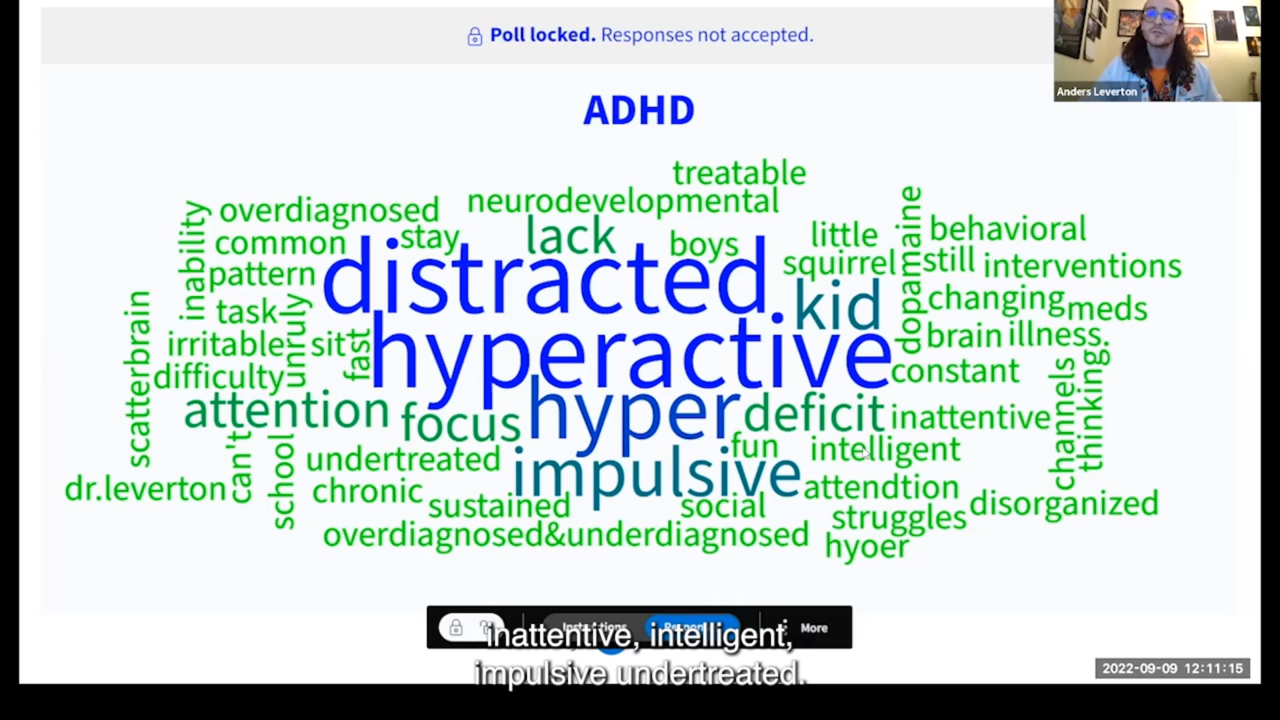 Poll locked. Responses not accepted.
Anders Leverton
ADHD
treatable
neurodevelopmental
overdiagnosed
inability
common
stay
lack
boys
little
dopamaine
behavioral
distracted
squirrel
still
interventions
pattern
kid
changing
meds
task
unruly
scatterbrain
hyperactive
brain
illness.
irritable
sit
fast
difficulty
constant
channels
thinking.
attention
focus
hyper
deficit
inattentive
can't
school
undertreated
fun
intelligent
impulsive
dr.leverton
chronic
sustained
social
attendtion
disorganized
struggles
overdiagnosed&underdiagnosed
hyoer
More
inattentive, intelligent,
impulsive undertreated.
2022-09-09 12:11:15